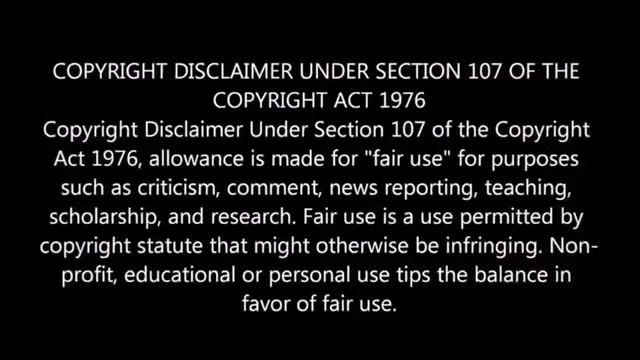 COPYRIGHT DISCLAIMER UNDER SECTION 107 OF THE
COPYRIGHT ACT 1976
Copyright Disclaimer Under Section 107 of the Copyright
Act 1976, allowance is made for "fair use" for purposes
such as criticism, comment, news reporting, teaching,
scholarship, and research. Fair use is a use permitted by
copyright statute that might otherwise be infringing. Non-
profit, educational or personal use tips the balance in
favor of fair use.